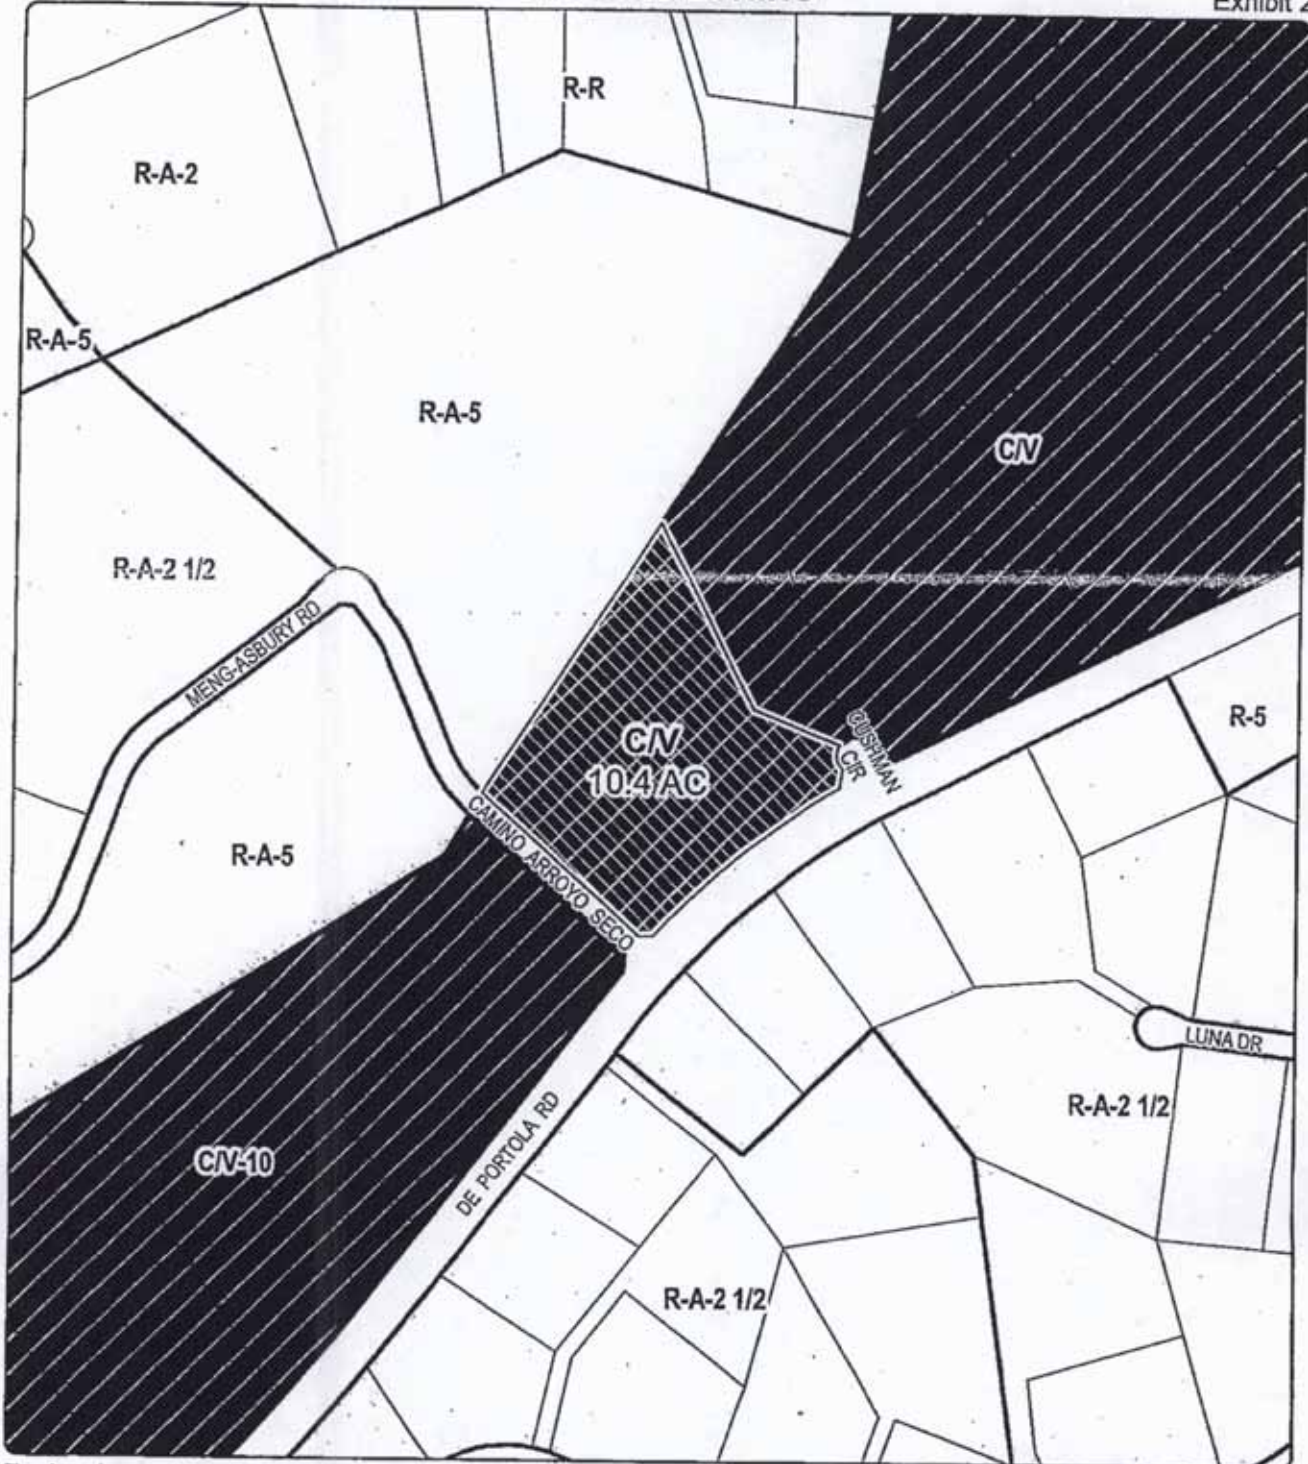 Exhibit 2
R-R
R-A-2
R-A-5
R-A-5
C/V
R-A-2 1/2
MENG-ASBURY RD
R-5
CUSHMAN
CIR
C/V
10.4 AC
CAMINO ARROYO SECO
R-A-5
LUNA DR
R-A-2 1/2
C/V-10
DE PORTOLA RD
R-A-2 1/2